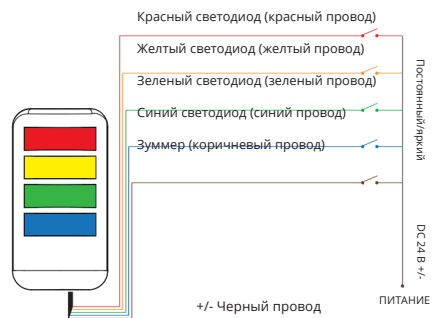 Красный светодиод (красный провод)
Желтый светодиод (желтый провод)
Зеленый светодиод (зеленый провод)
Синий светодиод (синий провод)
Зуммер (коричневый провод)
Постоянный/яркий
DC 24 В +/-
ПИТАНИЕ
+/- Черный провод